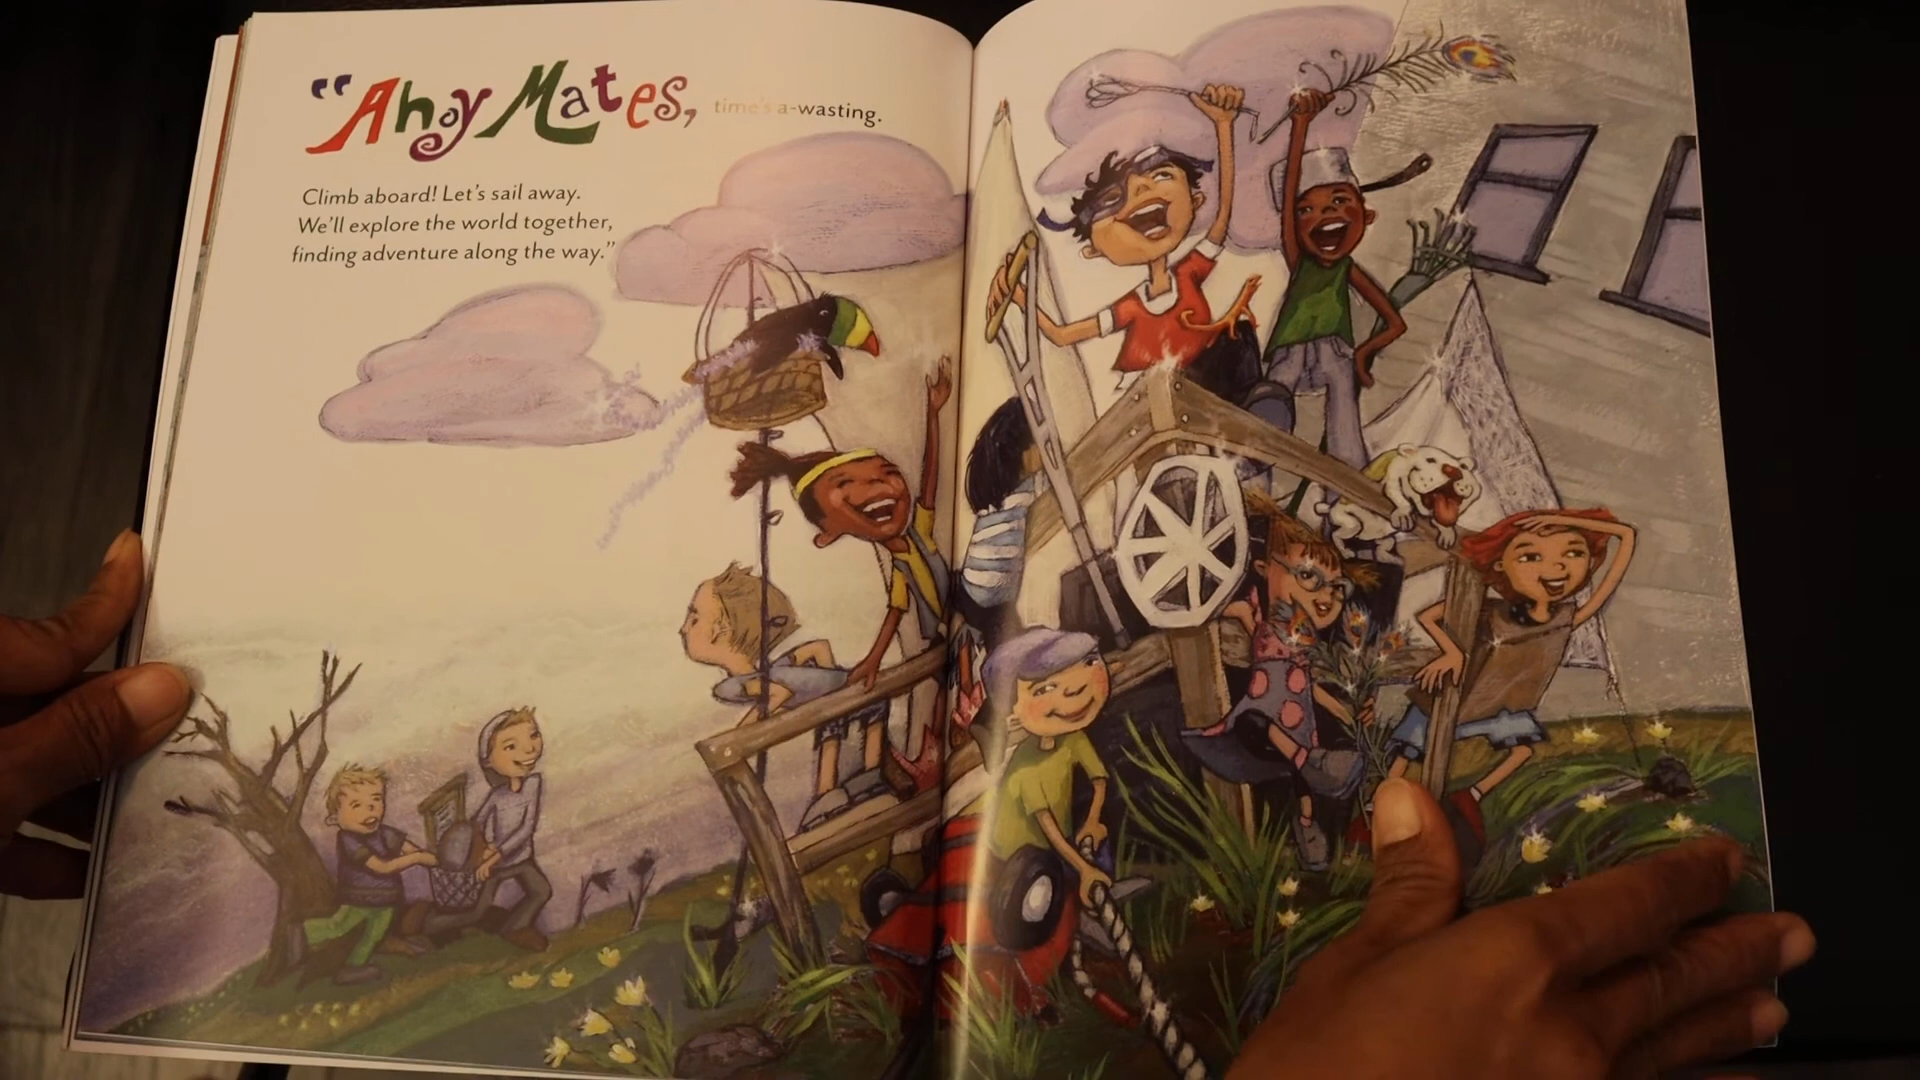 “Ahoy Mates, time's a-wasting.
Climb aboard! Let's sail away.
We'll explore the world together,
finding adventure along the way.”